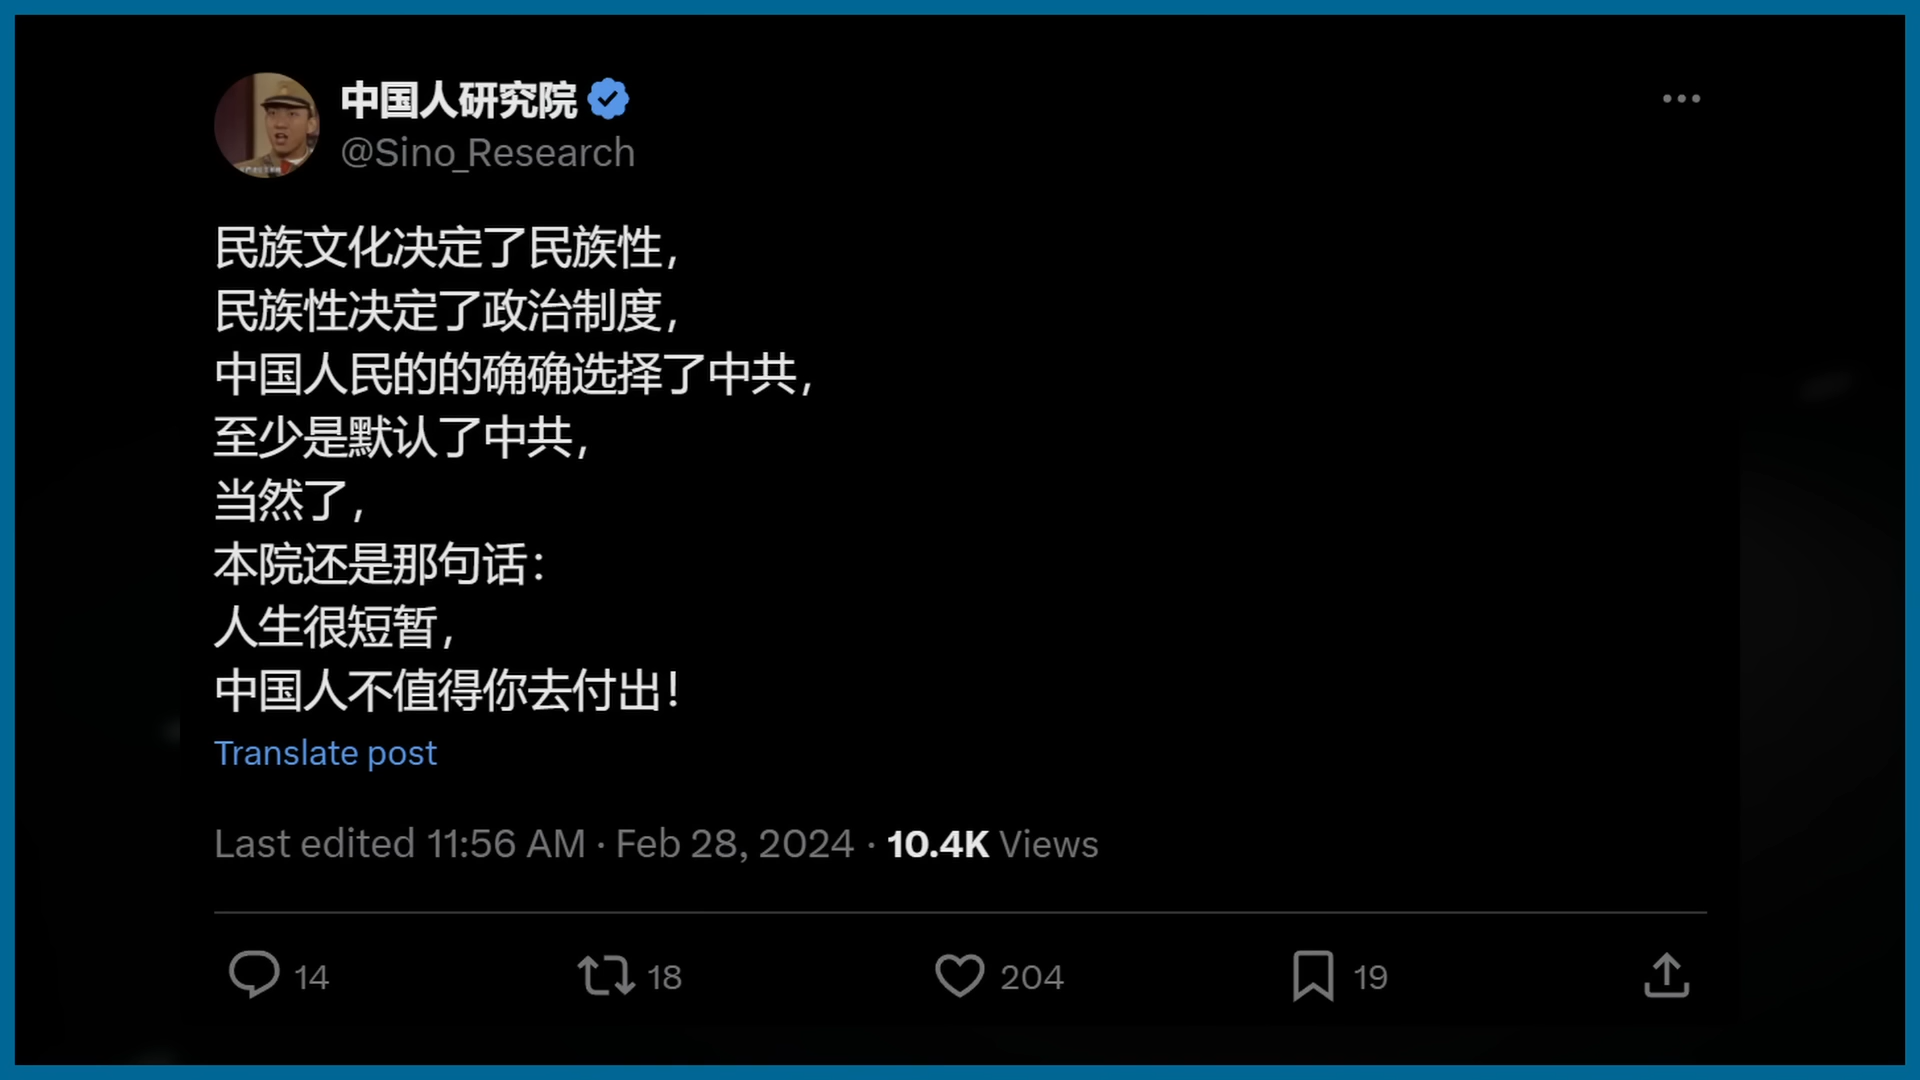 中国人研究院
@Sino_Research
民族文化决定了民族性，
民族性决定了政治制度，
中国人民的的确确选择了中共，
至少是默认了中共，
当然了，
本院还是那句话：
人生很短暂，
中国人不值得你去付出！
Translate post
Last edited 11:56 AM · Feb 28, 2024 · 10.4K Views
14 18 204 19